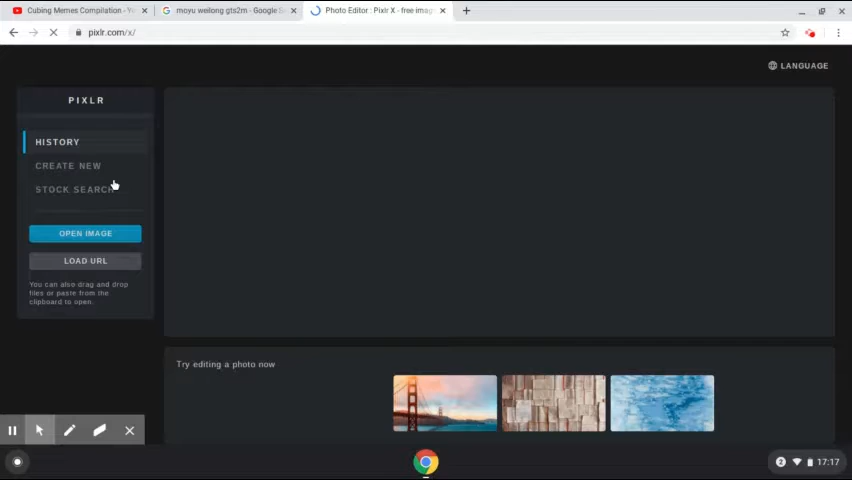 Cubing Memes Compilation - Yo
moyu weilong gts2m - Google S
Photo Editor : Pixlr X - free imag
pixlr.com/x/
LANGUAGE
PIXLR
HISTORY
CREATE NEW
STOCK SEARCH
OPEN IMAGE
LOAD URL
You can also drag and drop
files or paste from the
clipboard to open.
Try editing a photo now
2
17:17